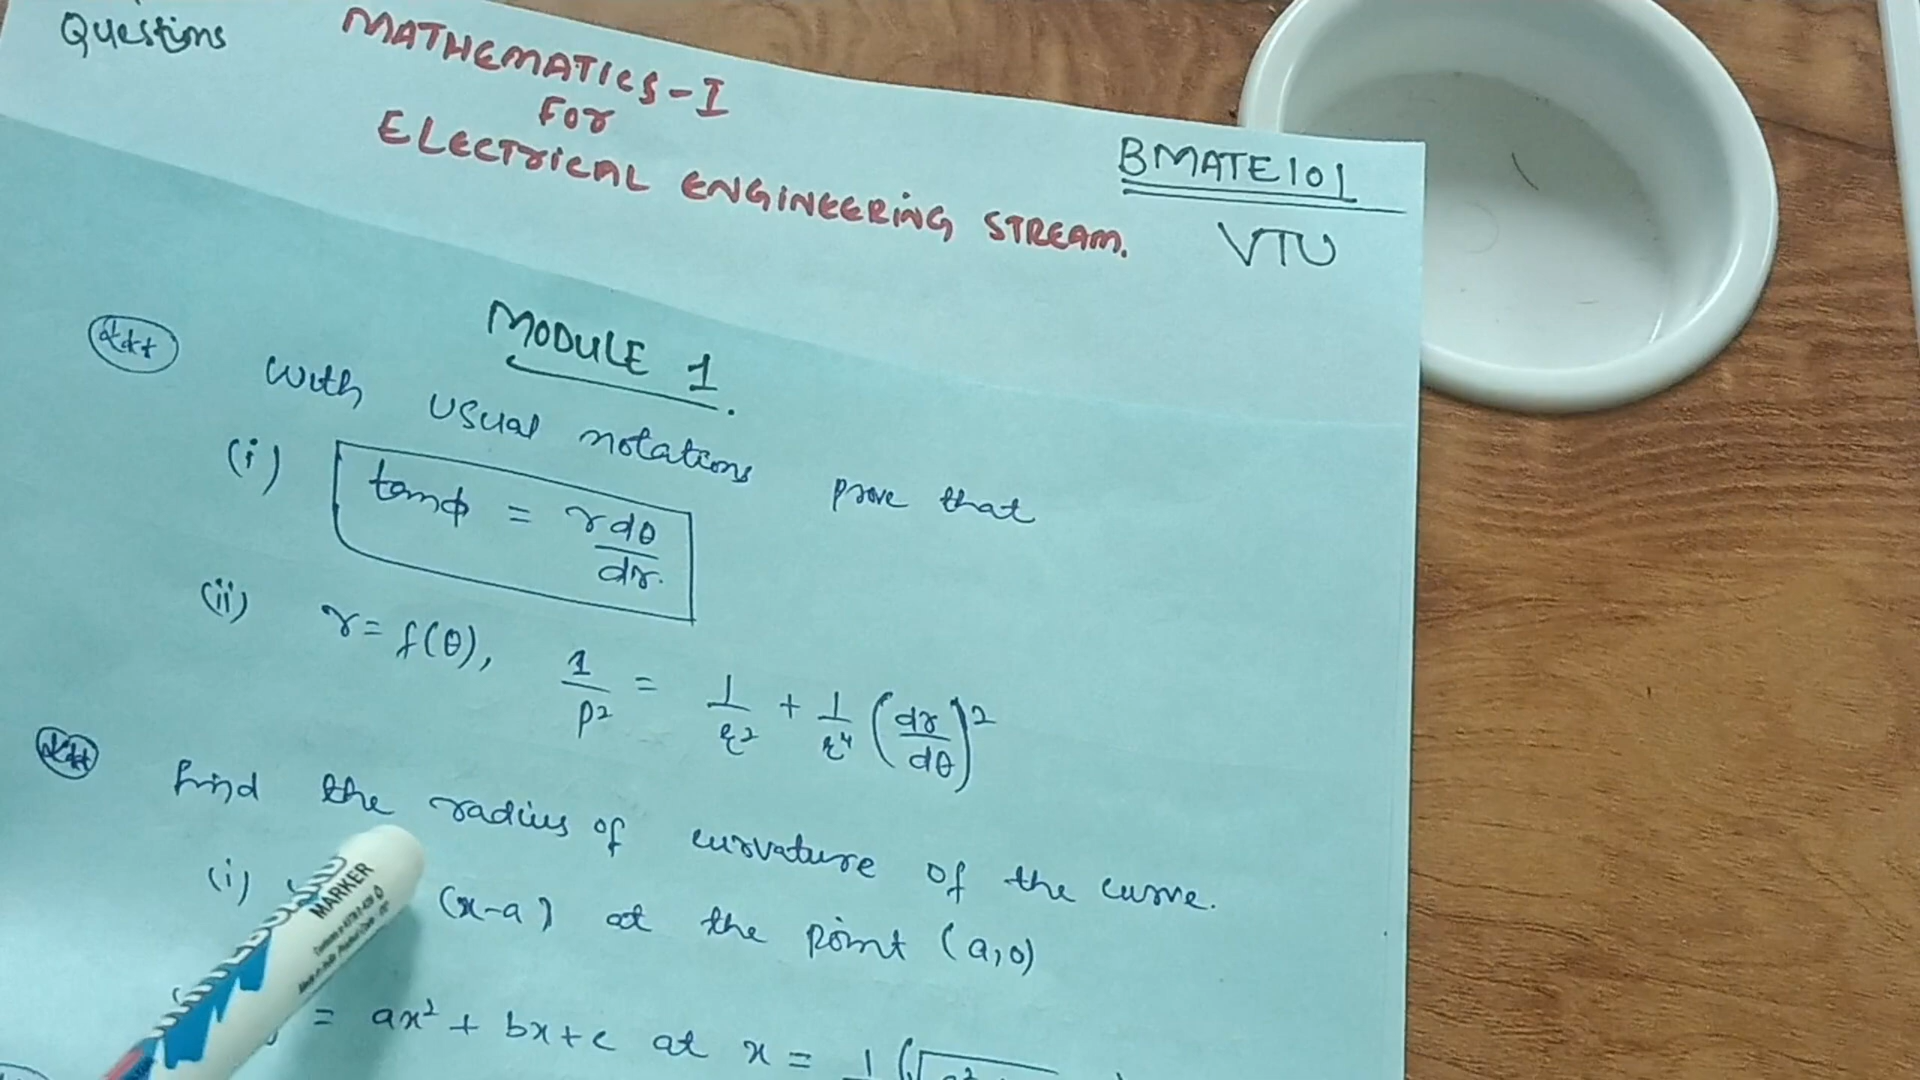 Questions
MATHEMATICS-I
For
ELECTRICAL ENGINEERING STREAM.
BMATE101
VTU
MODULE 1.
With usual notations prove that
(i) tanφ = rdθ/dr.
(ii) r = f(θ), 1/p² = 1/r² + 1/r⁴ (dr/dθ)²
Find the radius of curvature of the curve.
(i) (x-a) at the point (a,0)
= ax² + bx + c at x =
MARKER